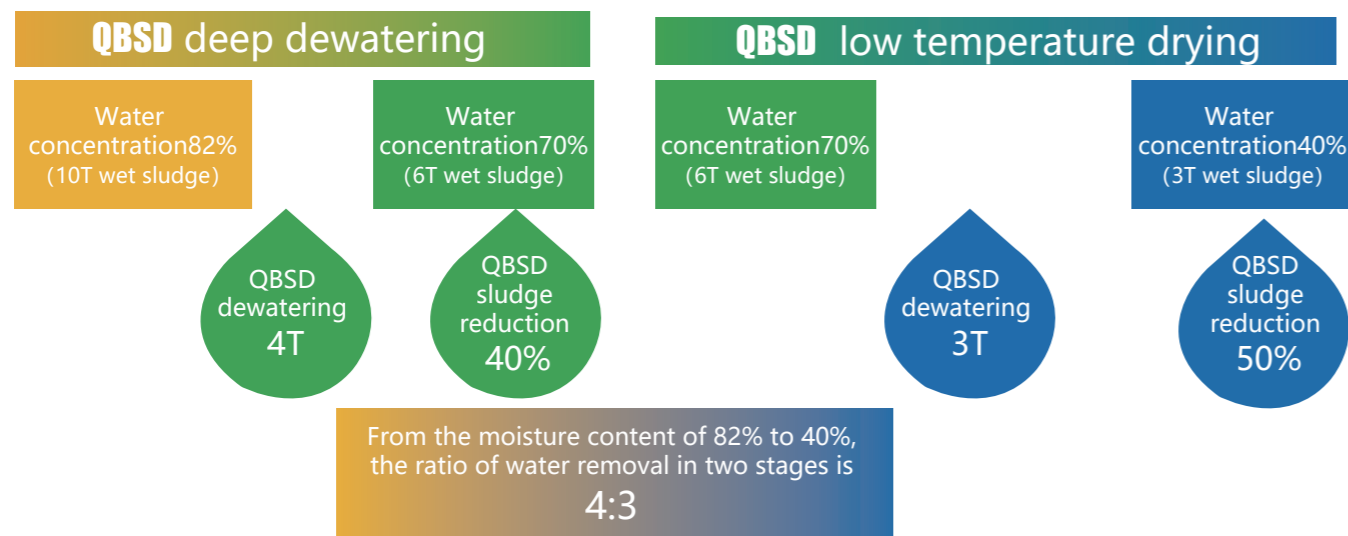 QBSD deep dewatering
QBSD low temperature drying
Water
concentration82%
(10T wet sludge)
Water
concentration70%
(6T wet sludge)
Water
concentration70%
(6T wet sludge)
Water
concentration40%
(3T wet sludge)
QBSD
dewatering
4T
QBSD
sludge
reduction
40%
QBSD
dewatering
3T
QBSD
sludge
reduction
50%
From the moisture content of 82% to 40%,
the ratio of water removal in two stages is
4:3